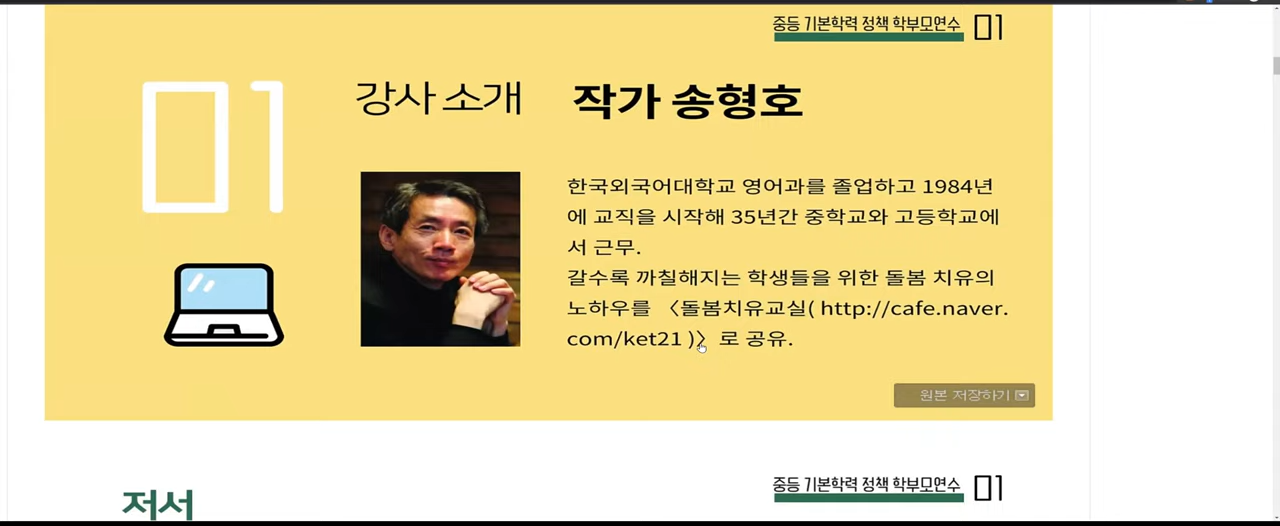 중등 기본학력 정책 학부모연수 01
01
강사 소개 작가 송형호
한국외국어대학교 영어과를 졸업하고 1984년
에 교직을 시작해 35년간 중학교와 고등학교에
서 근무.
갈수록 까칠해지는 학생들을 위한 돌봄 치유의
노하우를 〈돌봄치유교실( http://cafe.naver.
com/ket21 )〉 로 공유.
원본 저장하기
중등 기본학력 정책 학부모연수 01
저서